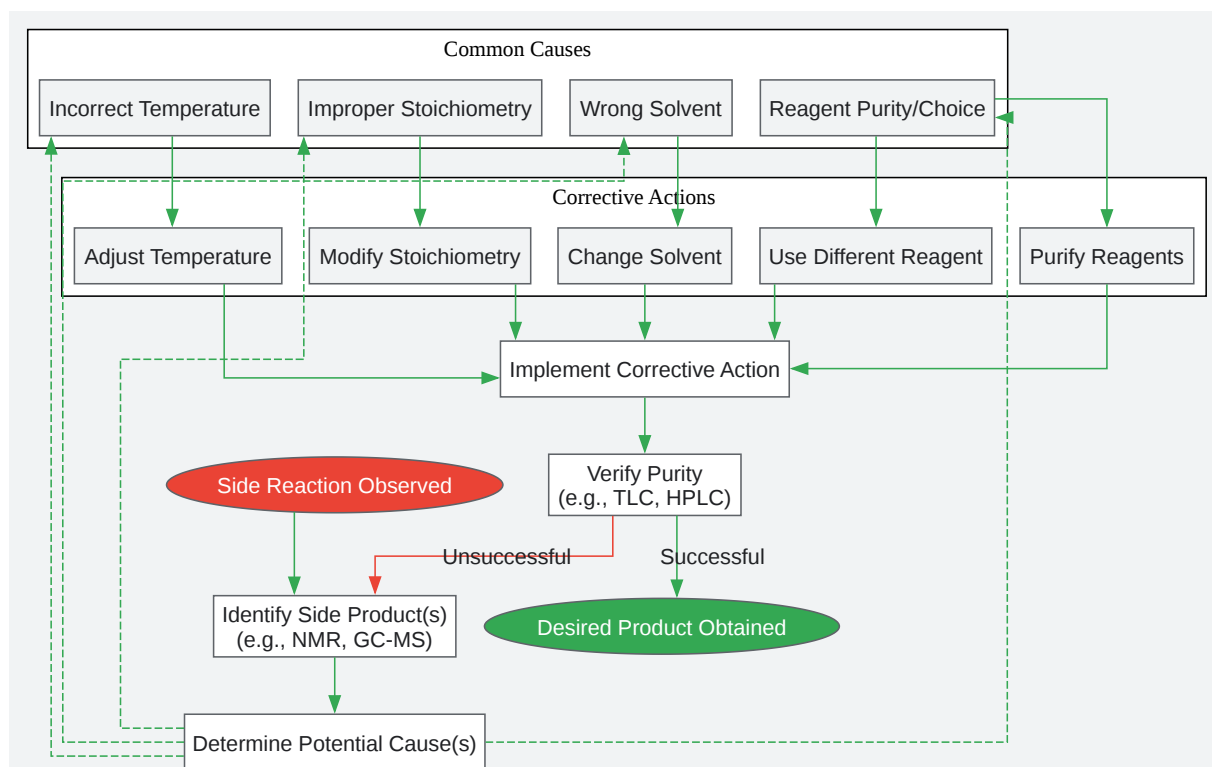 Common Causes
Incorrect Temperature
Improper Stoichiometry
Wrong Solvent
Reagent Purity/Choice
Corrective Actions
Adjust Temperature
Modify Stoichiometry
Change Solvent
Use Different Reagent
Purify Reagents
Implement Corrective Action
Side Reaction Observed
Verify Purity
(e.g., TLC, HPLC)
Unsuccessful
Successful
Identify Side Product(s)
(e.g., NMR, GC-MS)
Desired Product Obtained
Determine Potential Cause(s)